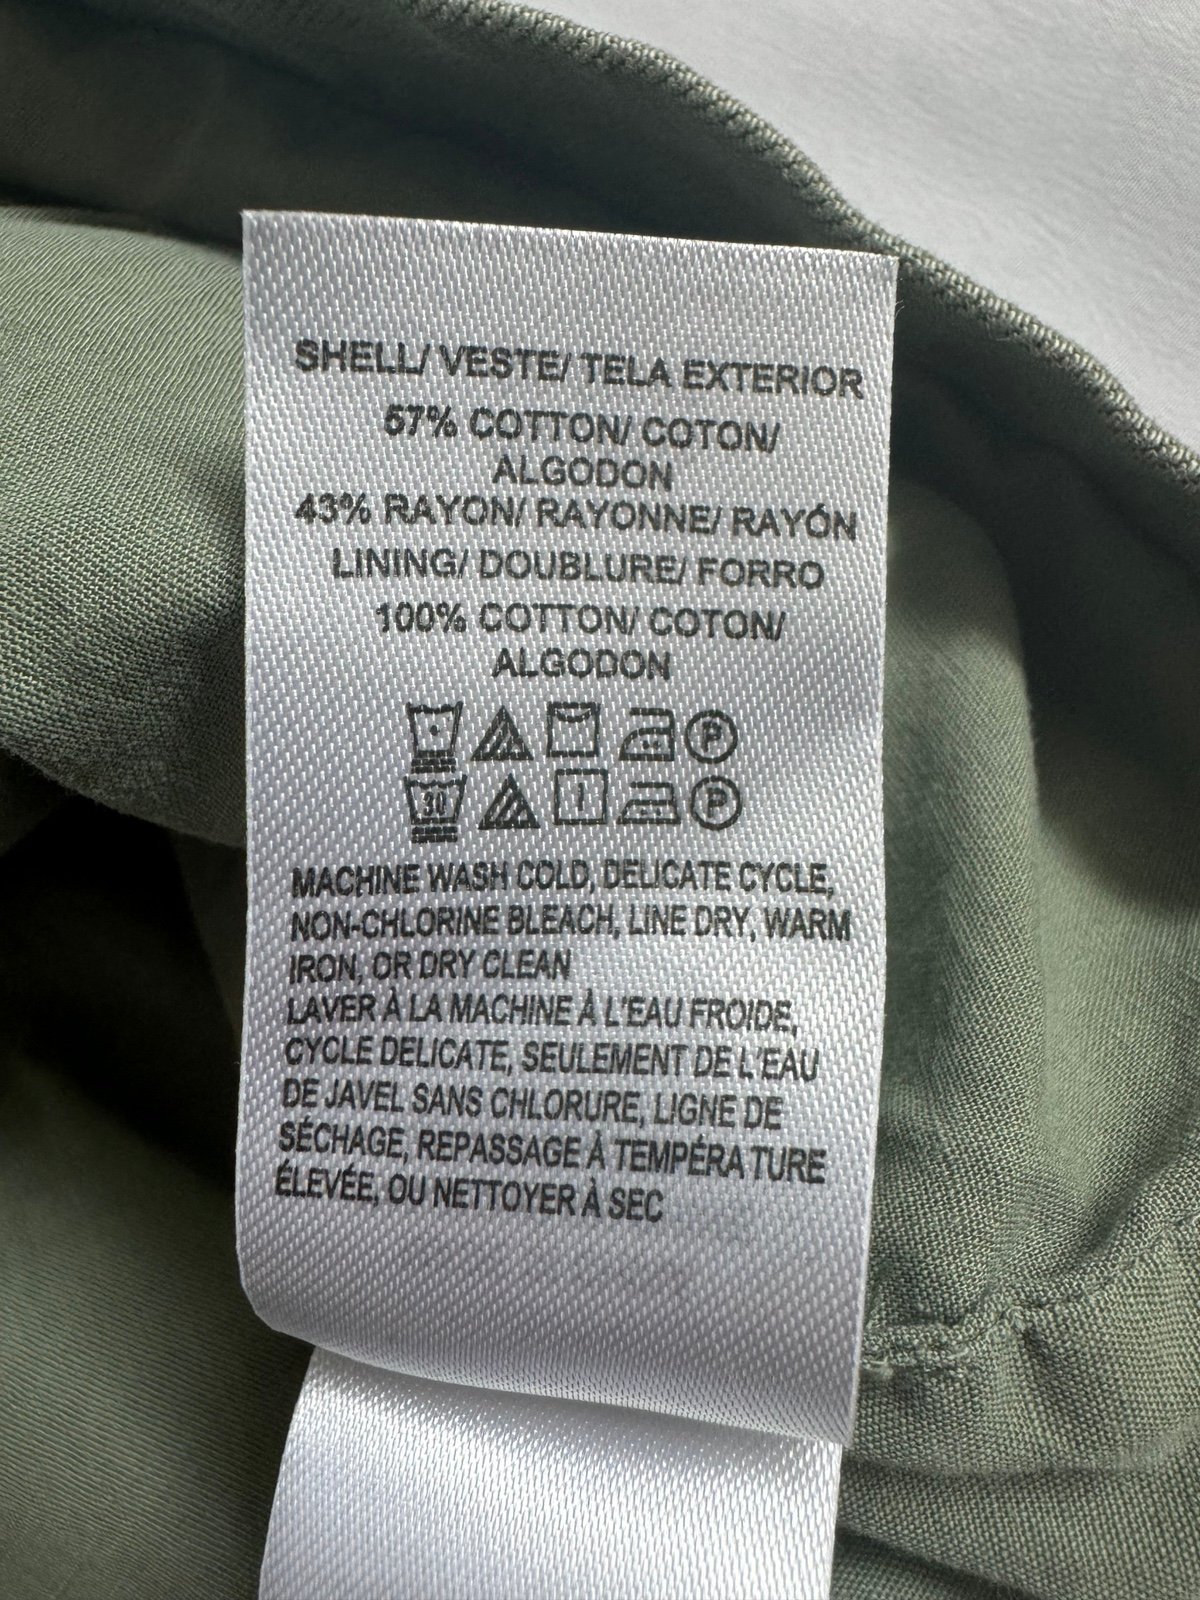 SHELL/ VESTE/ TELA EXTERIOR
57% COTTON/ COTON/
ALGODON
43% RAYON/ RAYONNE/ RAYÓN
LINING/ DOUBLURE/ FORRO
100% COTTON/ COTON/
ALGODON
P
30 P
MACHINE WASH COLD, DELICATE CYCLE,
NON-CHLORINE BLEACH, LINE DRY, WARM
IRON, OR DRY CLEAN
LAVER À LA MACHINE À L'EAU FROIDE,
CYCLE DELICATE, SEULEMENT DE L'EAU
DE JAVEL SANS CHLORURE, LIGNE DE
SÉCHAGE, REPASSAGE À TEMPÉRATURE
ÉLEVÉE, OU NETTOYER À SEC